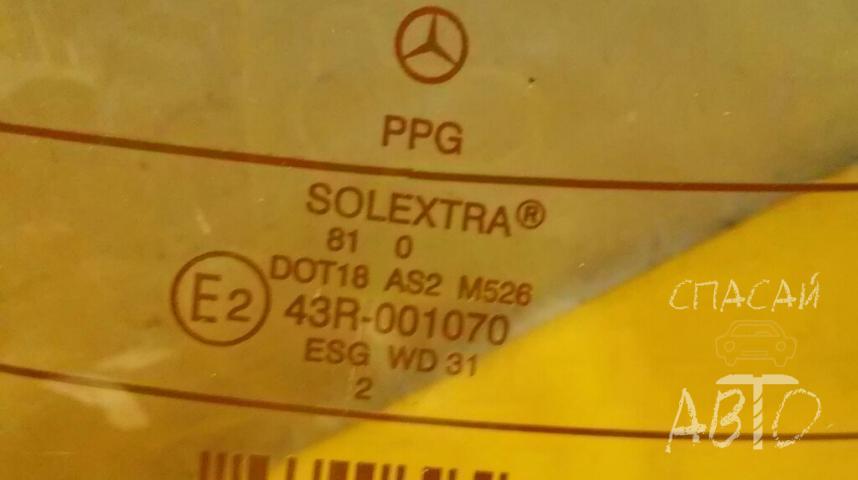 PPG
SOLEXTRA®
81 0
DOT18 AS2 M526
E2
43R-001070
ESG WD 31
2
СПАСАЙ
АВТО